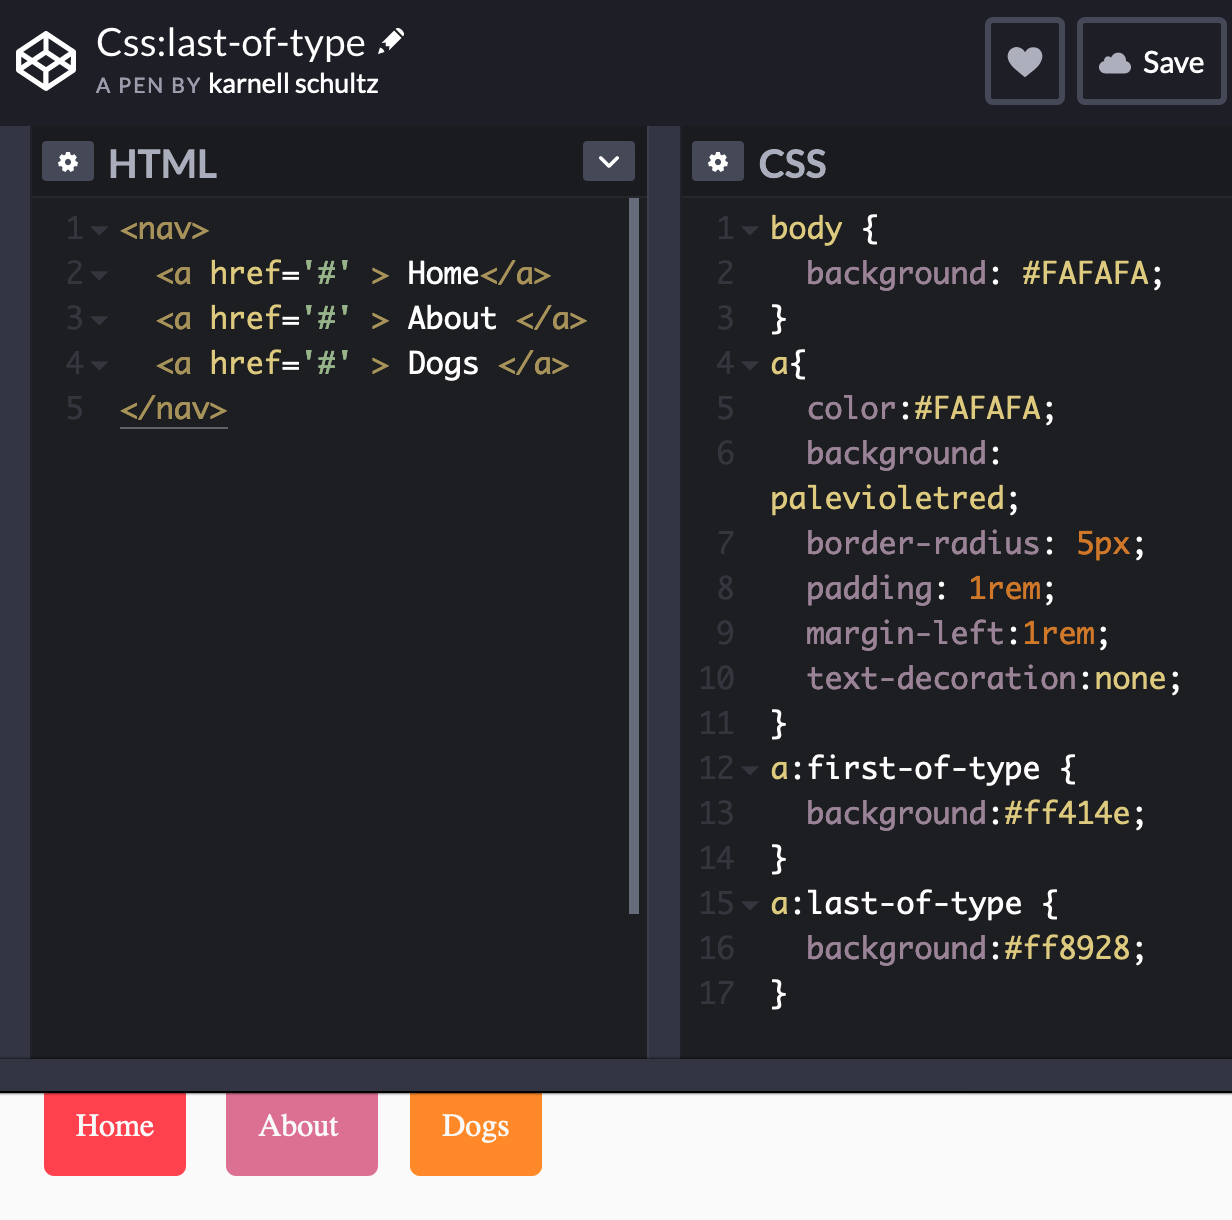 Css:last-of-type
A PEN BY karnell schultz
Save
HTML
1 <nav>
2   <a href='#' > Home</a>
3   <a href='#' > About </a>
4   <a href='#' > Dogs </a>
5 </nav>
CSS
1 body {
2   background: #FAFAFA;
3 }
4 a{
5   color:#FAFAFA;
6   background:
palevioletred;
7   border-radius: 5px;
8   padding: 1rem;
9   margin-left:1rem;
10   text-decoration:none;
11 }
12 a:first-of-type {
13   background:#ff414e;
14 }
15 a:last-of-type {
16   background:#ff8928;
17 }
Home About Dogs